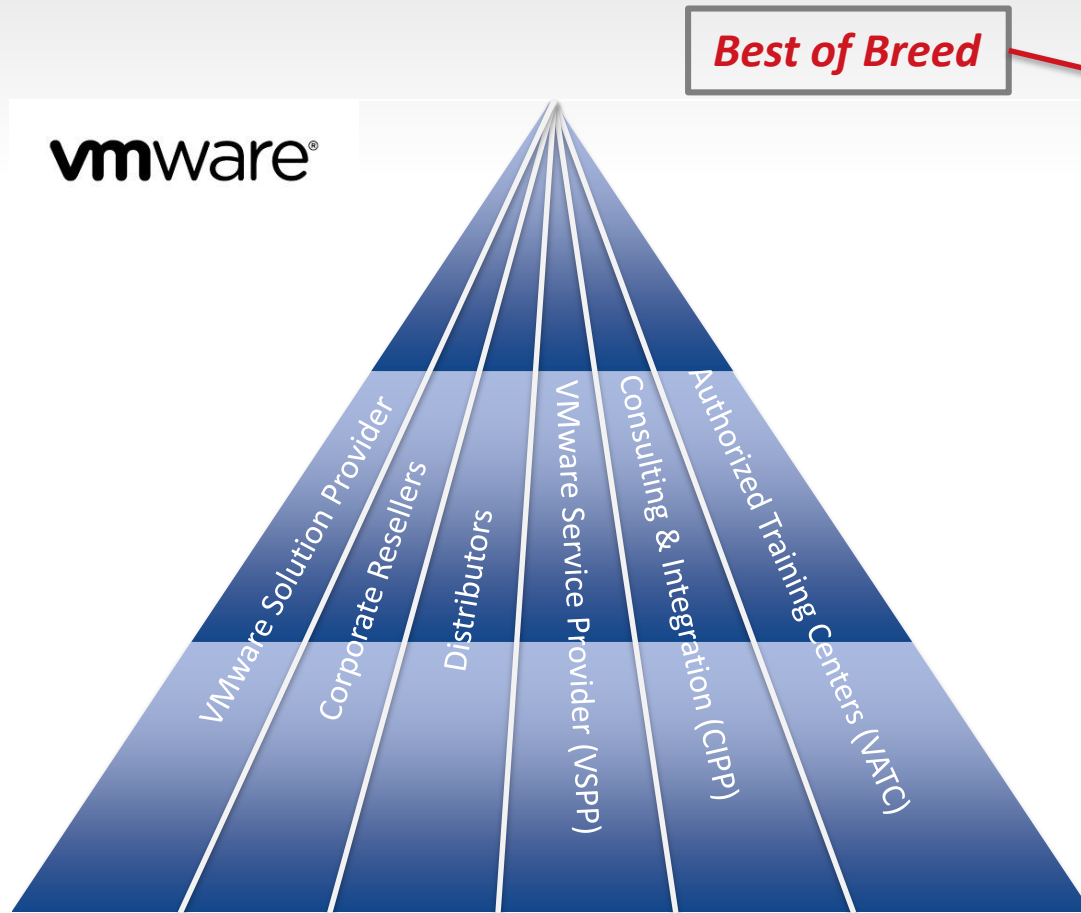 Best of Breed
vmware®
VMware Solution Provider
Corporate Resellers
Distributors
VMware Service Provider (VSPP)
Consulting & Integration (CIPP)
Authorized Training Centers (VATC)